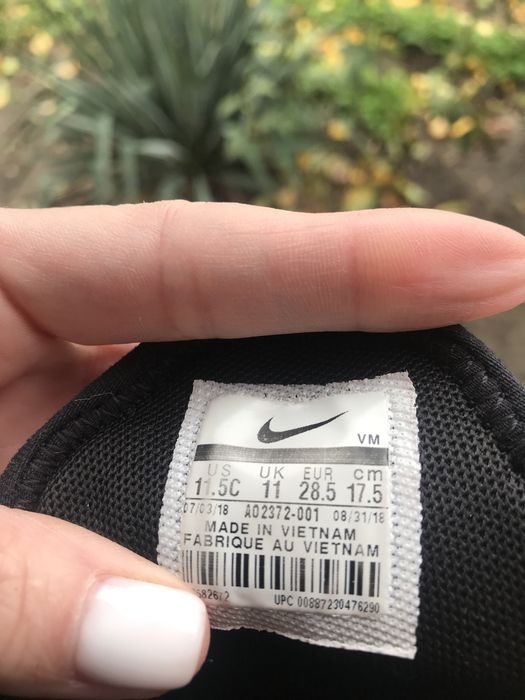 VM
US UK EUR cm
11.5C 11 28.5 17.5
07/03/18 AO2372-001 08/31/18
MADE IN VIETNAM
FABRIQUE AU VIETNAM
UPC 00887230476290